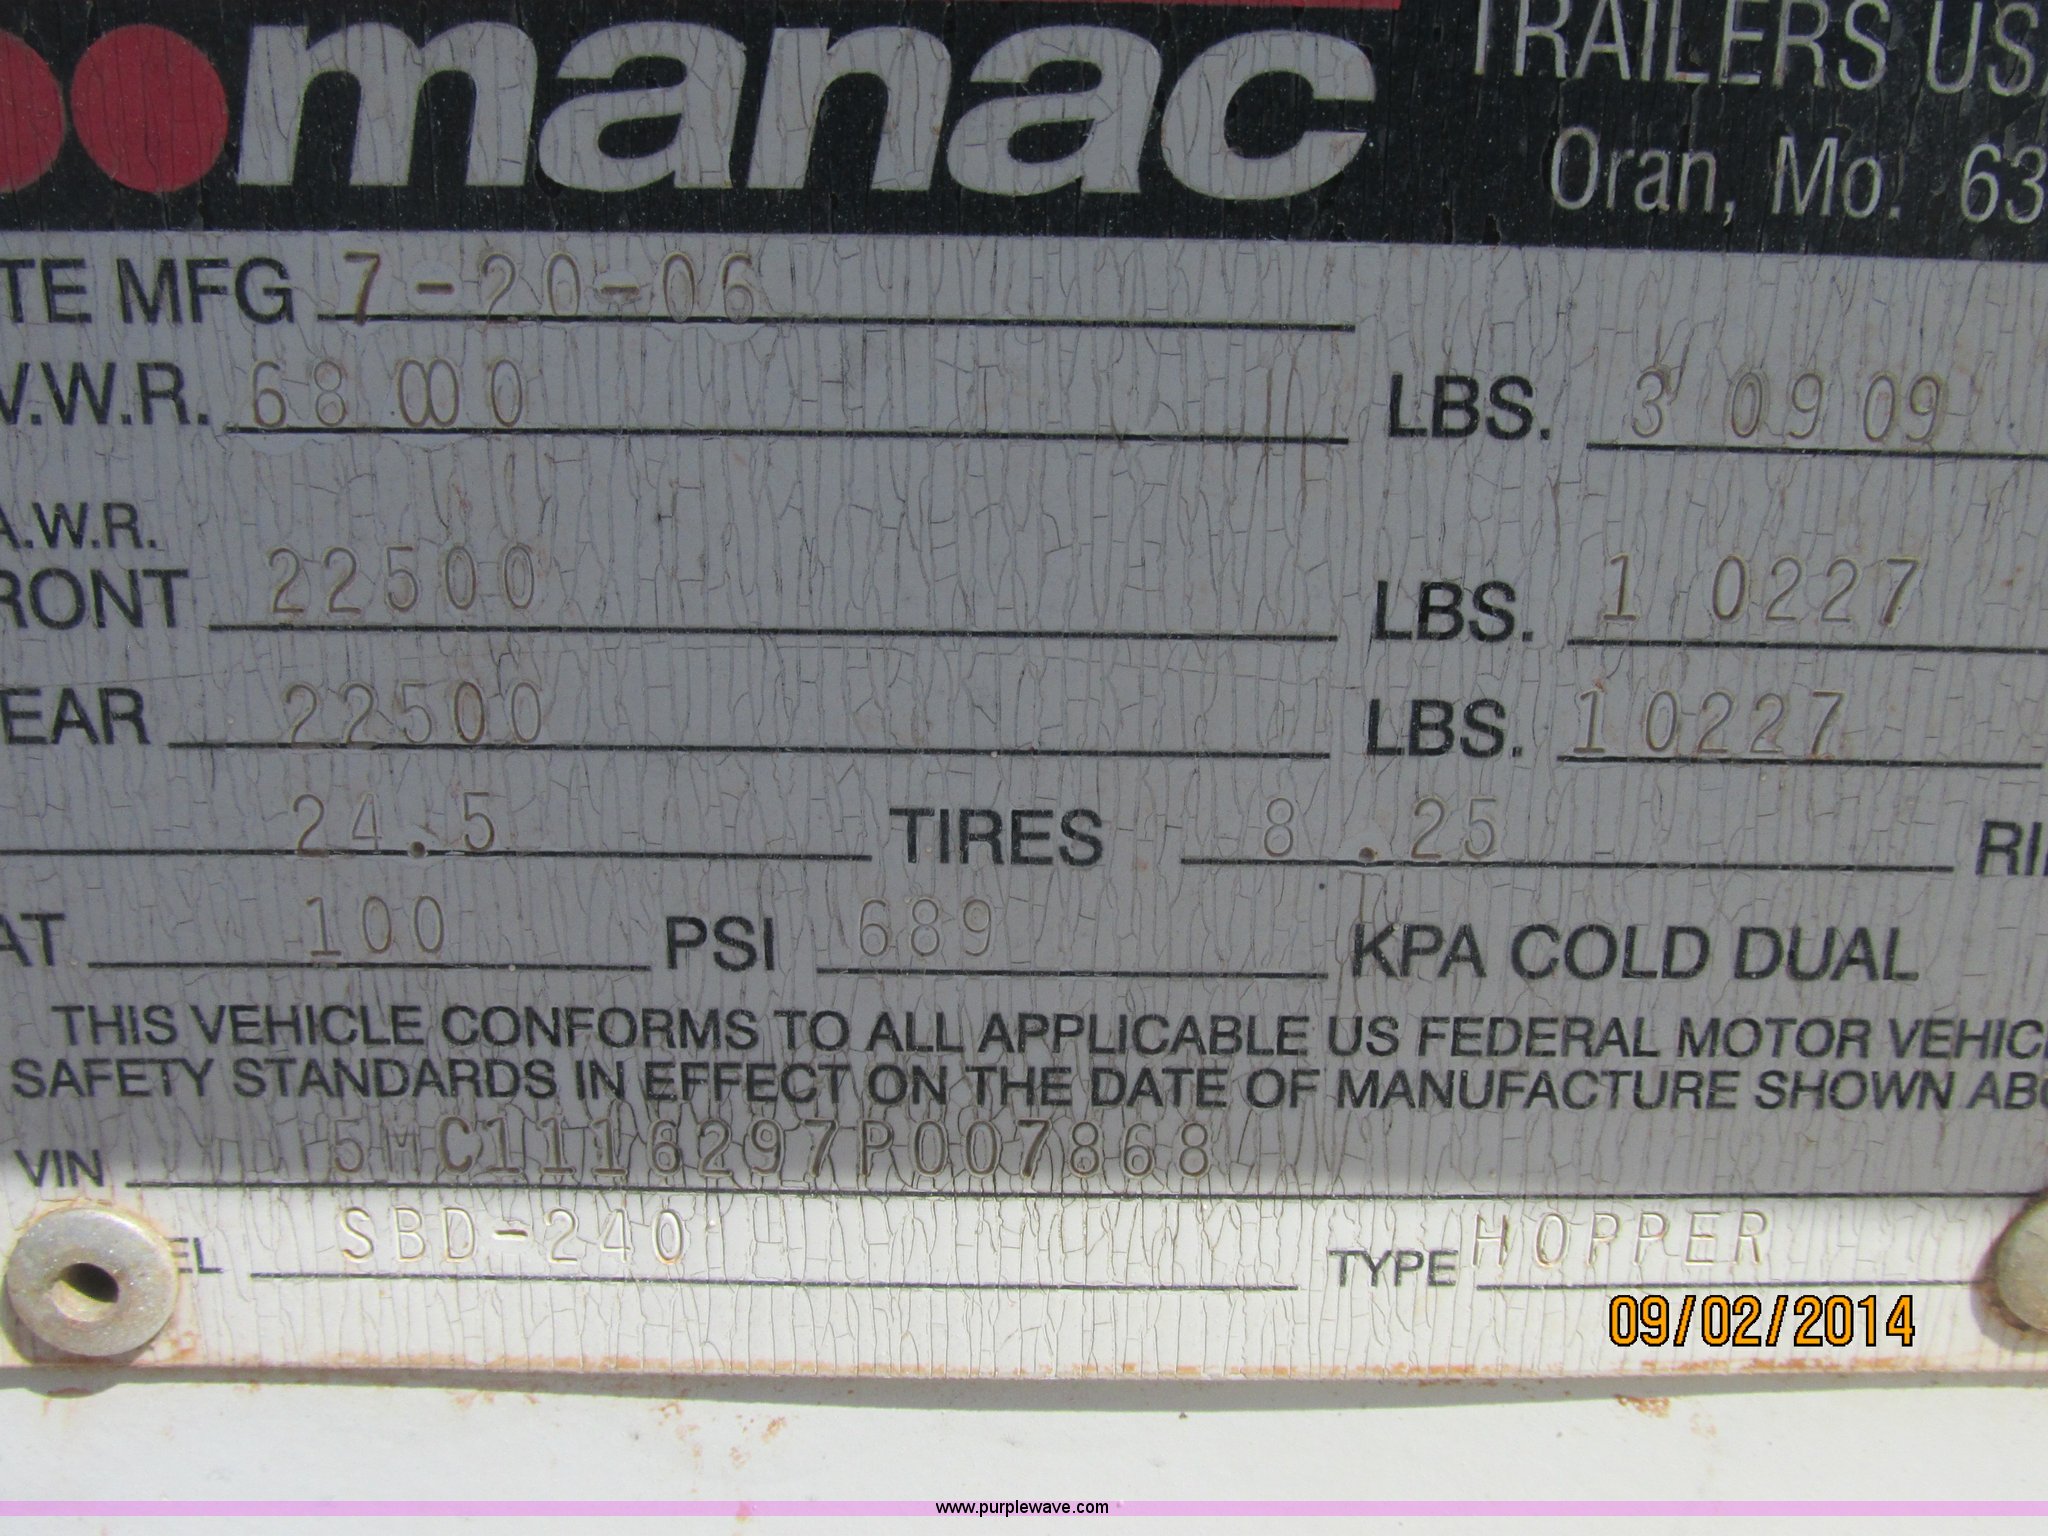 manac TRAILERS USA
Oran, Mo. 63
TE MFG 7-20-06
V.W.R. 68000 LBS. 30909
A.W.R.
RONT 22500 LBS. 10227
EAR 22500 LBS. 10227
24.5 TIRES 8.25 RI
AT 100 PSI 689 KPA COLD DUAL
THIS VEHICLE CONFORMS TO ALL APPLICABLE US FEDERAL MOTOR VEHIC
SAFETY STANDARDS IN EFFECT ON THE DATE OF MANUFACTURE SHOWN ABO
VIN 5MC1116297P007868
EL SBD-240 TYPE HOPPER
09/02/2014
www.purplewave.com